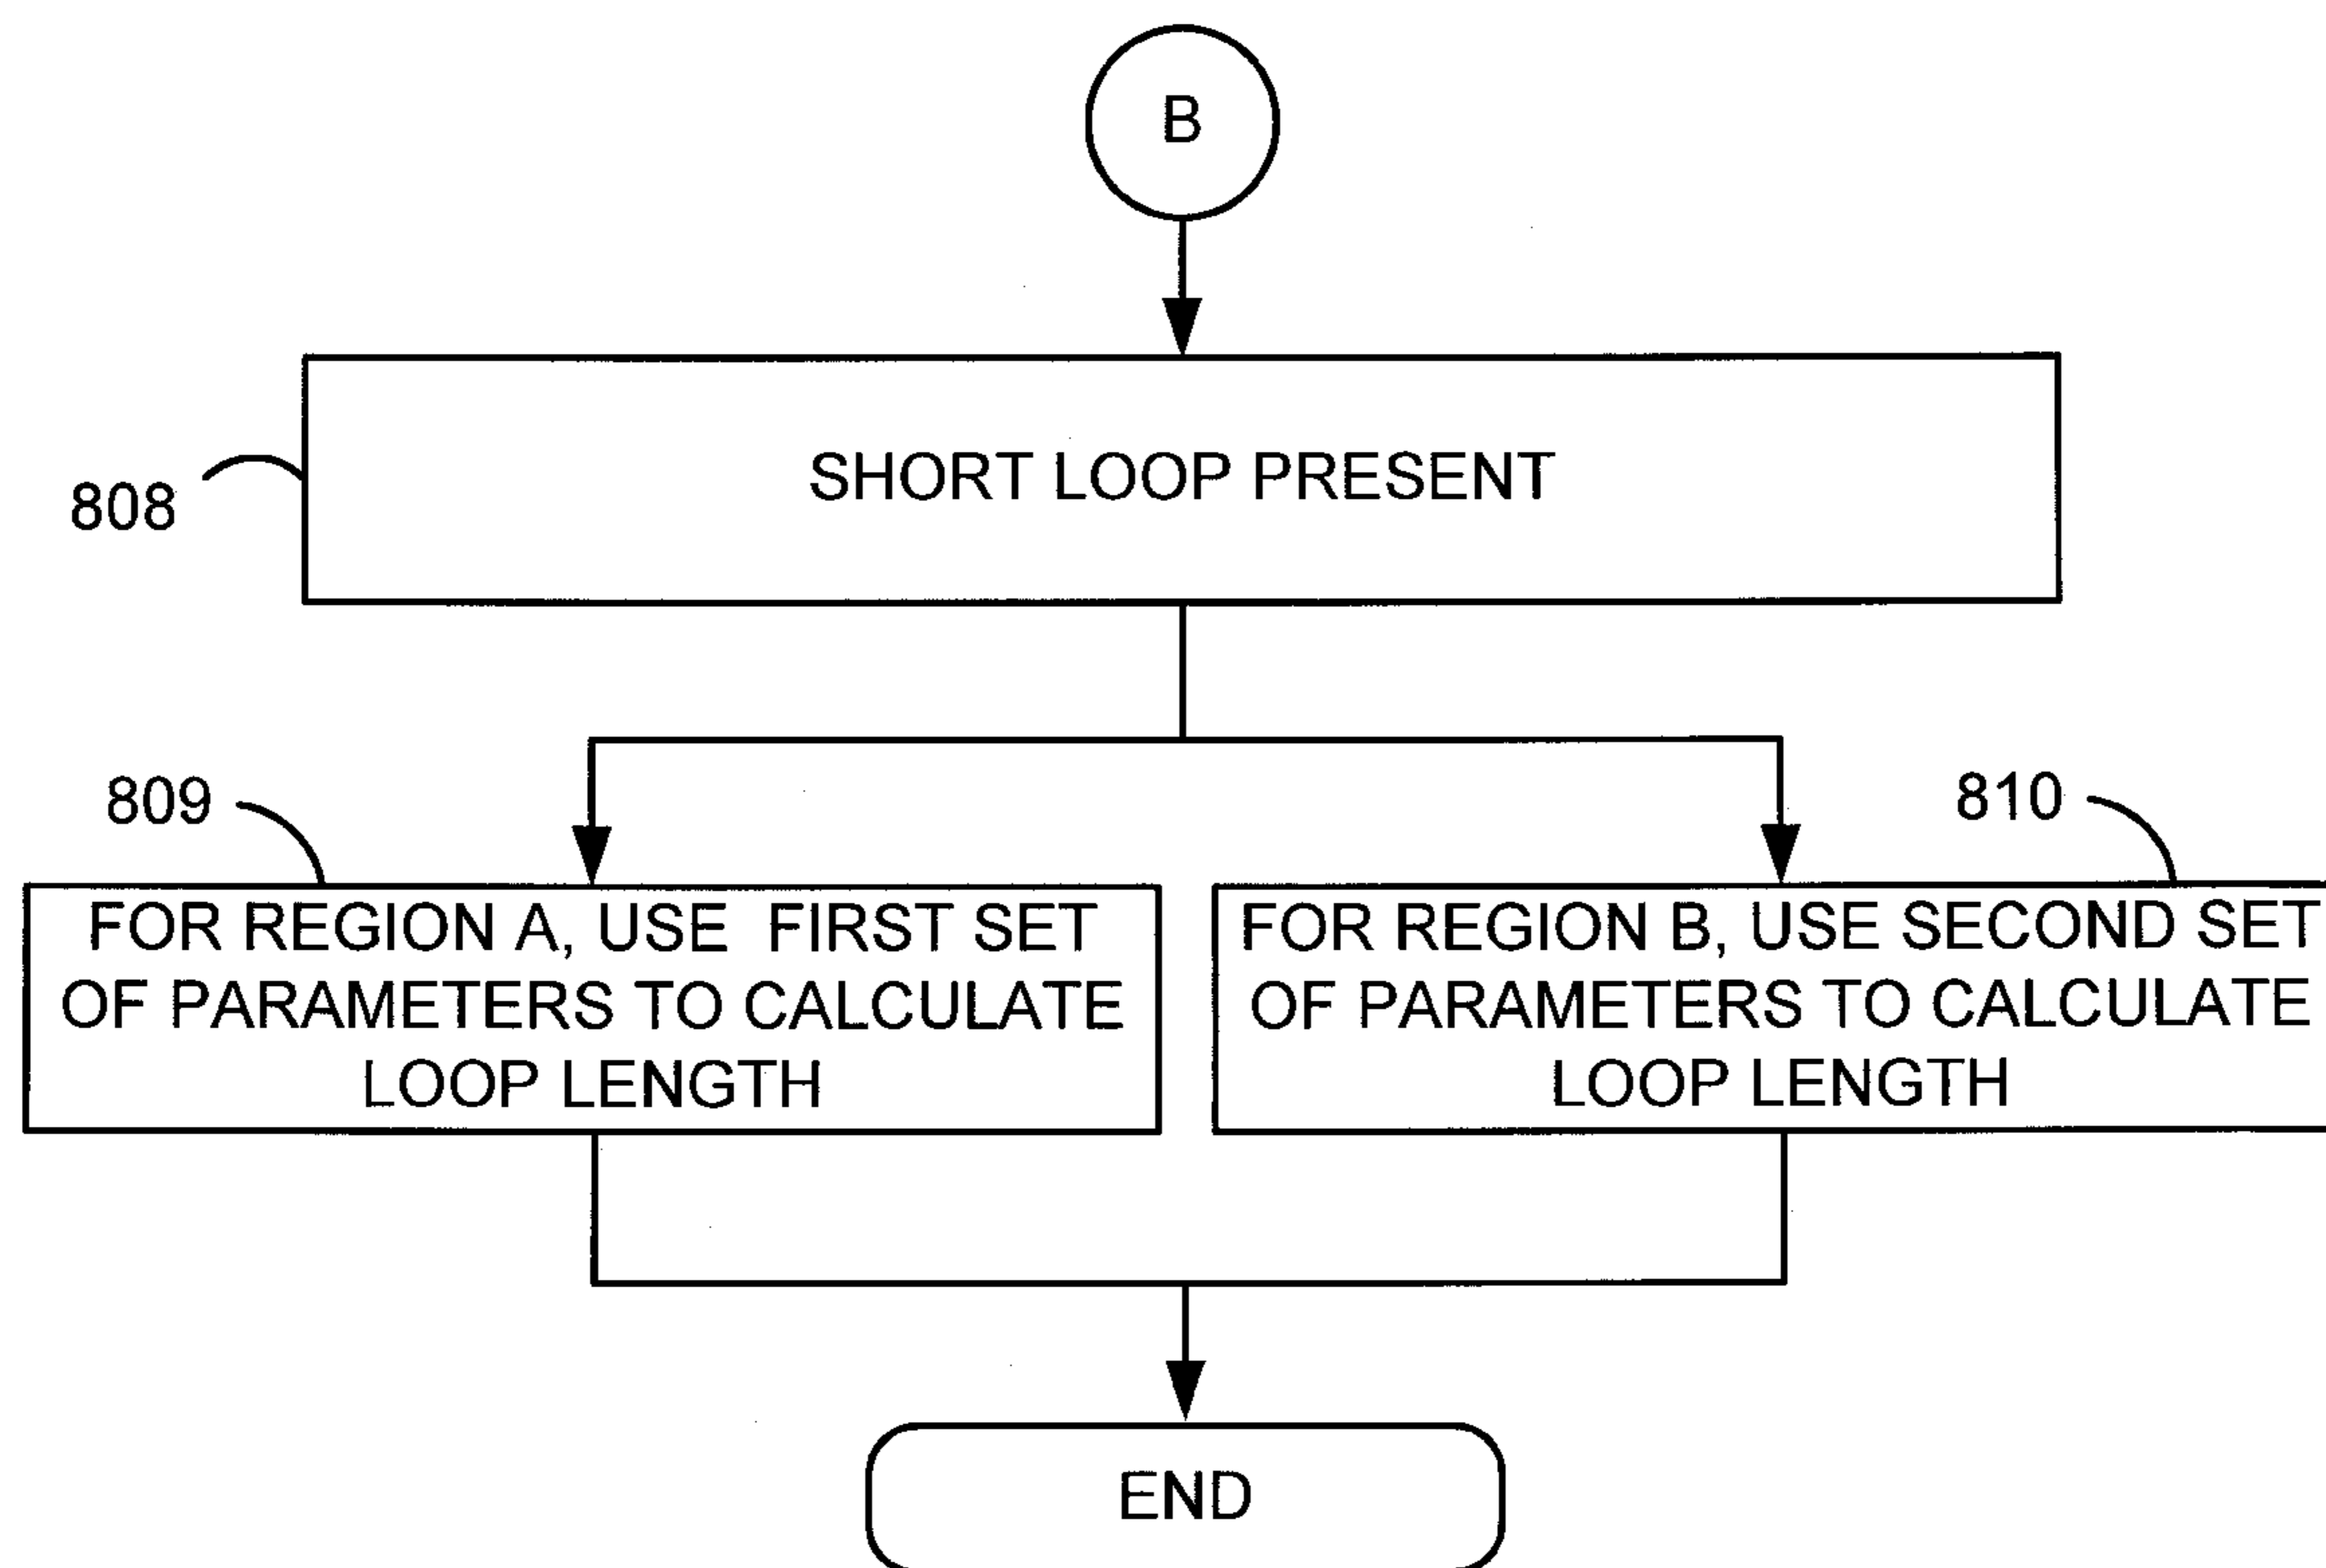 B
SHORT LOOP PRESENT
808
809
810
FOR REGION A, USE FIRST SET
OF PARAMETERS TO CALCULATE
LOOP LENGTH
FOR REGION B, USE SECOND SET
OF PARAMETERS TO CALCULATE
LOOP LENGTH
END